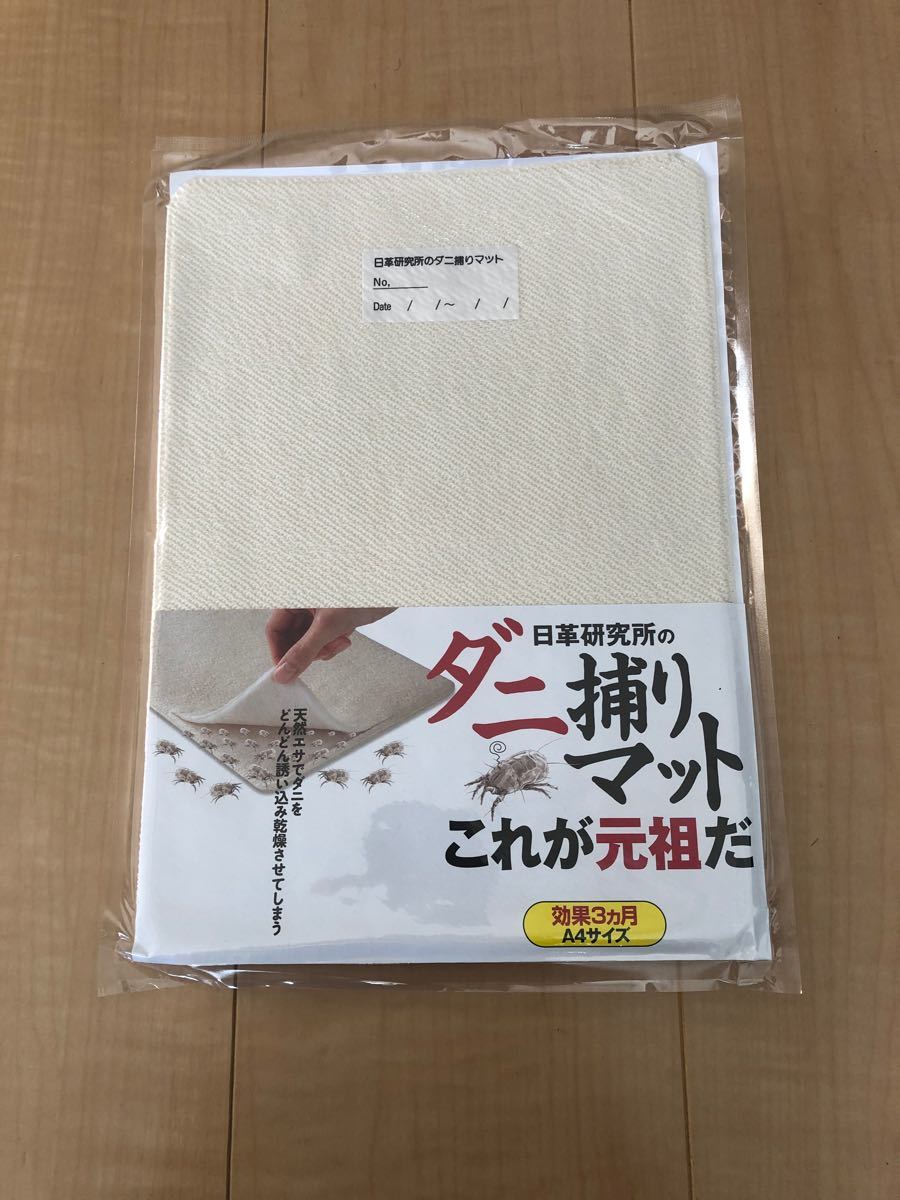 日革研究所のダニ捕りマット
No,
Date / /～ / /
日革研究所の
ダニ捕り
マット
これが元祖だ
天然エサでダニを
どんどん誘い込み乾燥させてしまう
効果3ヵ月
A4サイズ